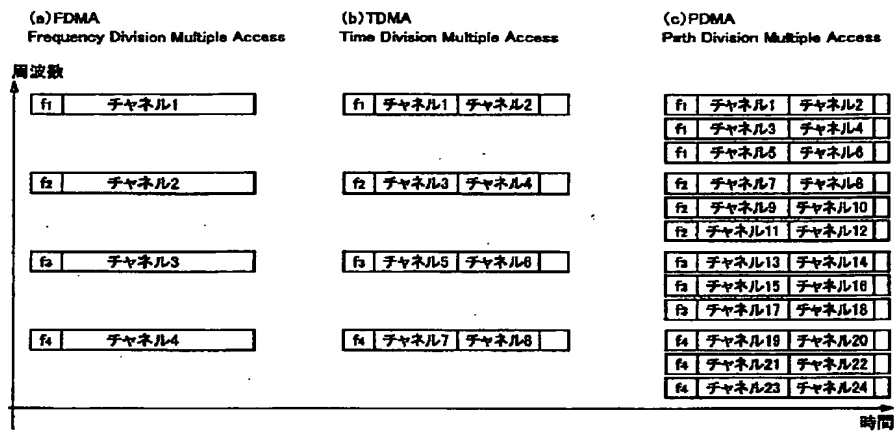 (a)FDMA
Frequency Division Multiple Access
(b)TDMA
Time Division Multiple Access
(c)PDMA
Path Division Multiple Access
周波数
f1 チャネル1
f2 チャネル2
f3 チャネル3
f4 チャネル4
f1 チャネル1 チャネル2
f2 チャネル3 チャネル4
f3 チャネル5 チャネル6
f4 チャネル7 チャネル8
f1 チャネル1 チャネル2
f1 チャネル3 チャネル4
f1 チャネル5 チャネル6
f2 チャネル7 チャネル8
f2 チャネル9 チャネル10
f2 チャネル11 チャネル12
f3 チャネル13 チャネル14
f3 チャネル15 チャネル16
f3 チャネル17 チャネル18
f4 チャネル19 チャネル20
f4 チャネル21 チャネル22
f4 チャネル23 チャネル24
時間